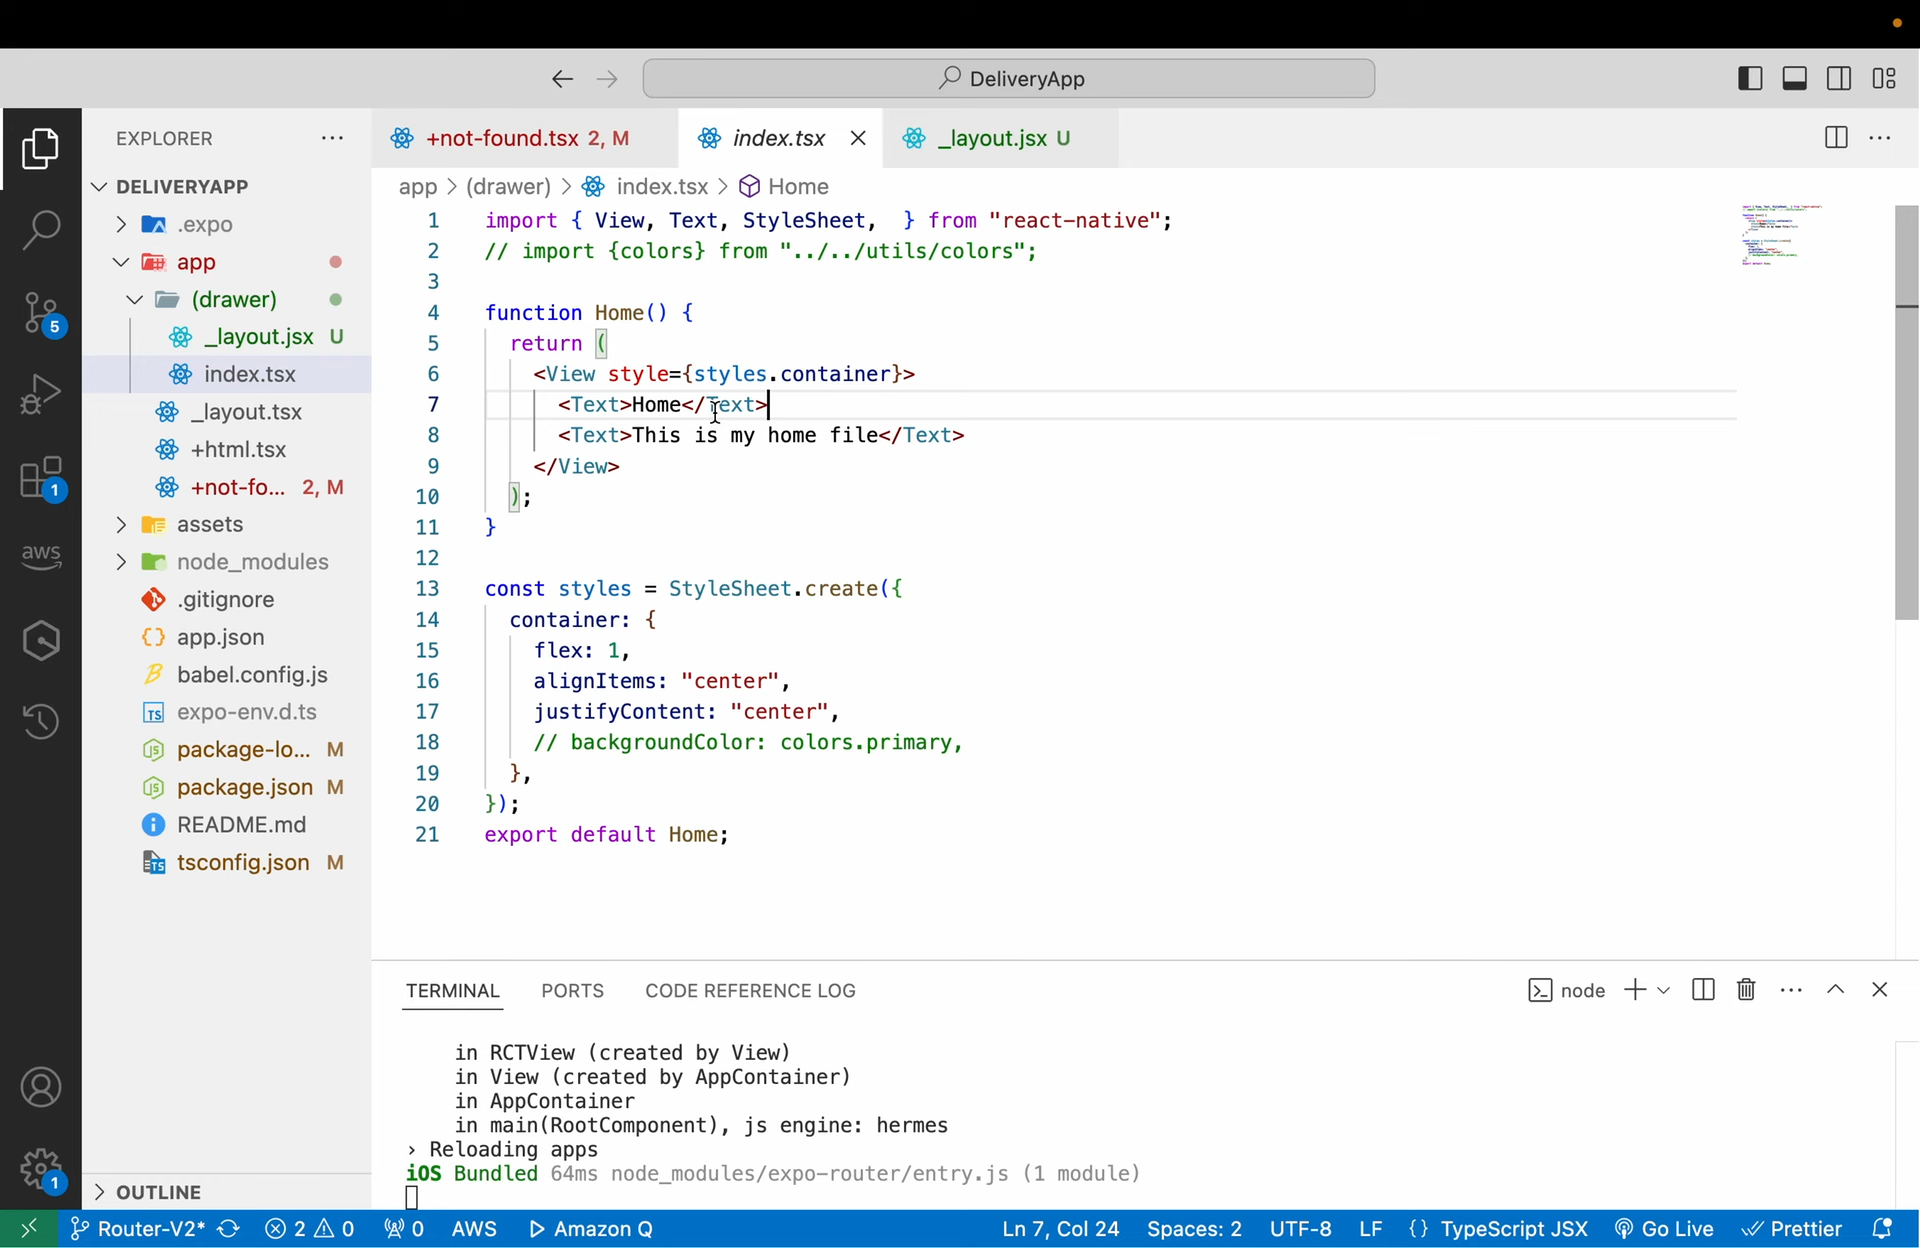 DeliveryApp
EXPLORER
+not-found.tsx 2, M
index.tsx
_layout.jsx U
app > (drawer) > index.tsx > Home
DELIVERYAPP
.expo
app
(drawer)
_layout.jsx U
index.tsx
_layout.tsx
+html.tsx
+not-fo... 2, M
assets
node_modules
.gitignore
app.json
babel.config.js
expo-env.d.ts
package-lo... M
package.json M
README.md
tsconfig.json M
OUTLINE
5
1
aws
1
1 import { View, Text, StyleSheet,  } from "react-native";
2 // import {colors} from "../../utils/colors";
3
4 function Home() {
5 return (
6 <View style={styles.container}>
7 <Text>Home</Text>
8 <Text>This is my home file</Text>
9 </View>
10 );
11 }
12
13 const styles = StyleSheet.create({
14 container: {
15 flex: 1,
16 alignItems: "center",
17 justifyContent: "center",
18 // backgroundColor: colors.primary,
19 },
20 });
21 export default Home;
TERMINAL PORTS CODE REFERENCE LOG
node
in RCTView (created by View)
in View (created by AppContainer)
in AppContainer
in main(RootComponent), js engine: hermes
› Reloading apps
iOS Bundled 64ms node_modules/expo-router/entry.js (1 module)
Router-V2* 2 0 0 AWS Amazon Q Ln 7, Col 24 Spaces: 2 UTF-8 LF {} TypeScript JSX Go Live Prettier